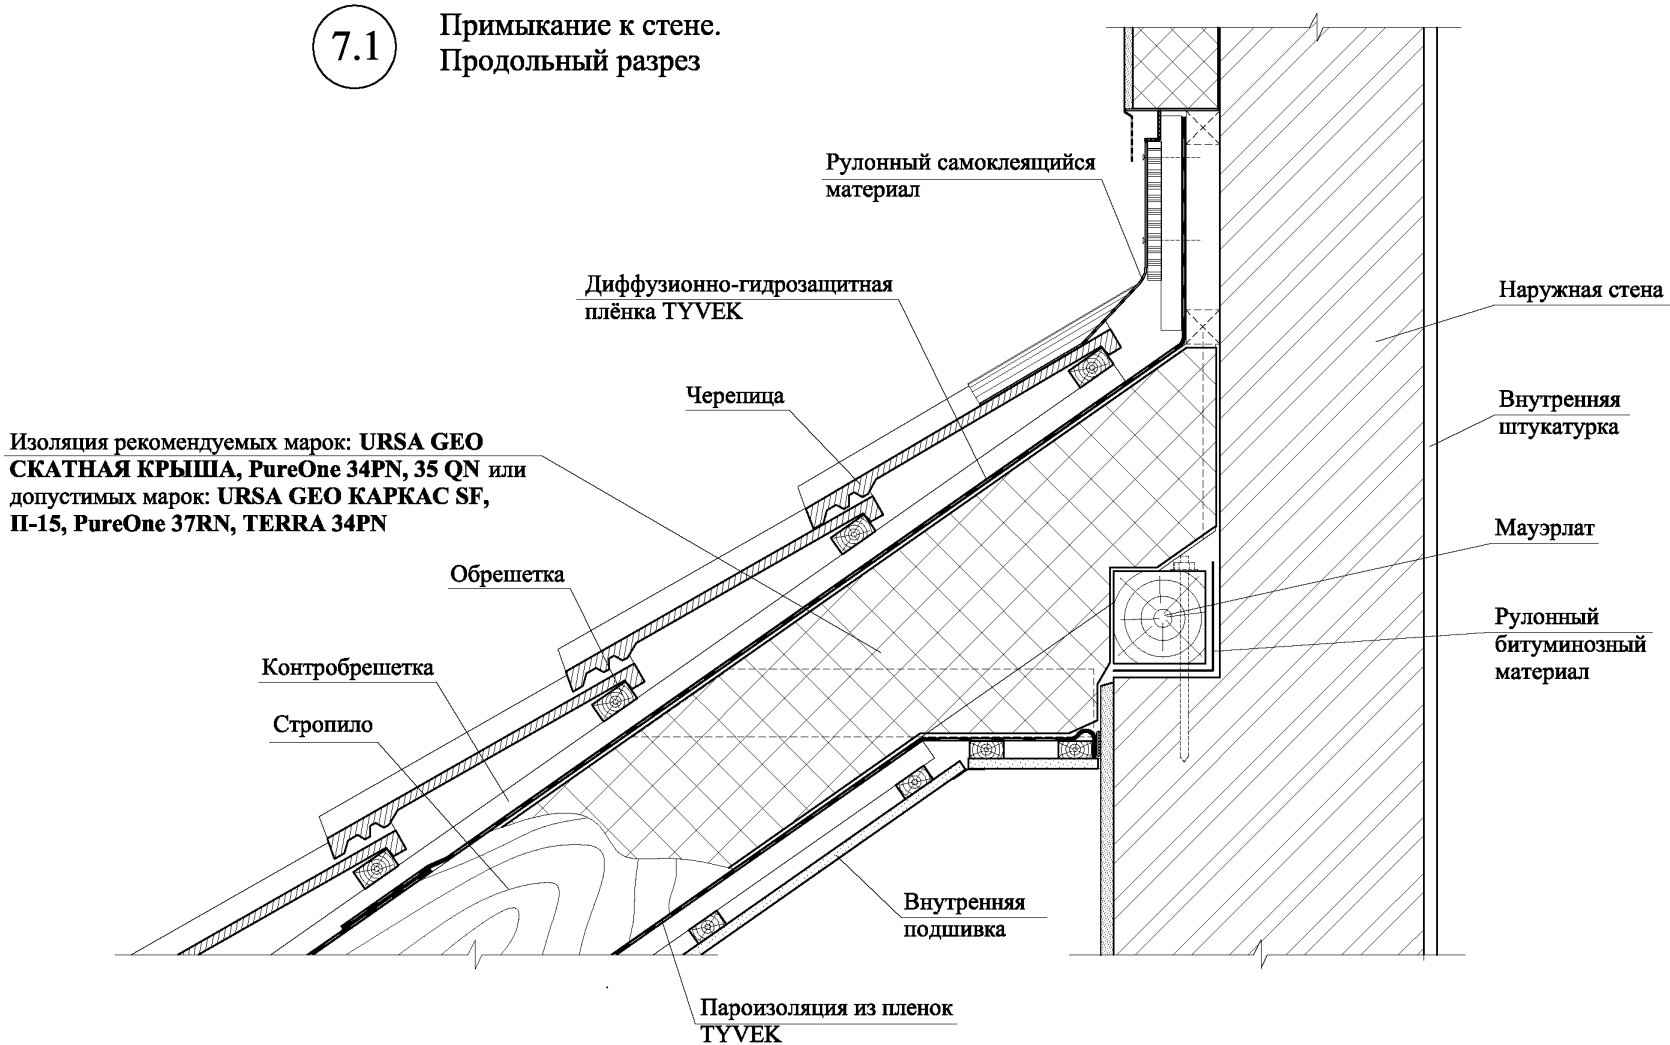 7.1
Примыкание к стене.
Продольный разрез
Рулонный самоклеящийся
материал
Диффузионно-гидрозащитная
плёнка TYVEK
Наружная стена
Черепица
Внутренняя
штукатурка
Изоляция рекомендуемых марок: URSA GEO
СКАТНАЯ КРЫША, PureOne 34PN, 35 QN или
допустимых марок: URSA GEO КАРКАС SF,
П-15, PureOne 37RN, TERRA 34PN
Мауэрлат
Обрешетка
Рулонный
битуминозный
материал
Контробрешетка
Стропило
Внутренняя
подшивка
Пароизоляция из пленок
TYVEK